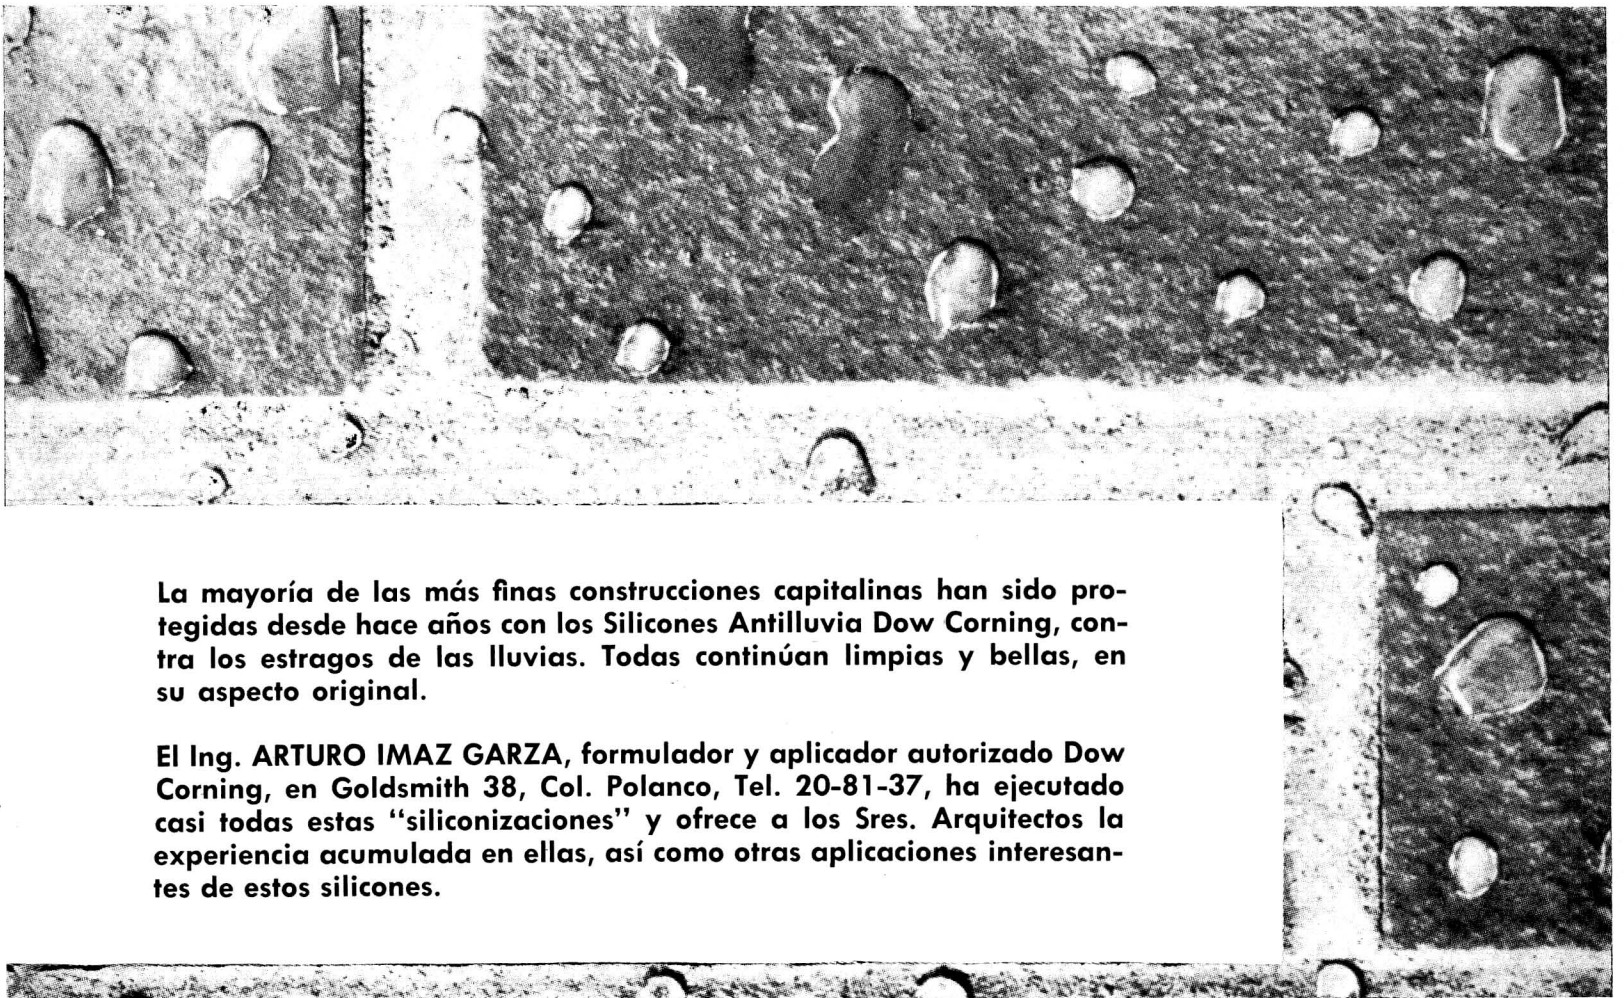 La mayoría de las más finas construcciones capitalinas han sido pro-
tegidas desde hace años con los Silicones Antilluvia Dow Corning, con-
tra los estragos de las lluvias. Todas continúan limpias y bellas, en
su aspecto original.
El Ing. ARTURO IMAZ GARZA, formulador y aplicador autorizado Dow
Corning, en Goldsmith 38, Col. Polanco, Tel. 20-81-37, ha ejecutado
casi todas estas “siliconizaciones” y ofrece a los Sres. Arquitectos la
experiencia acumulada en ellas, así como otras aplicaciones interesan-
tes de estos silicones.